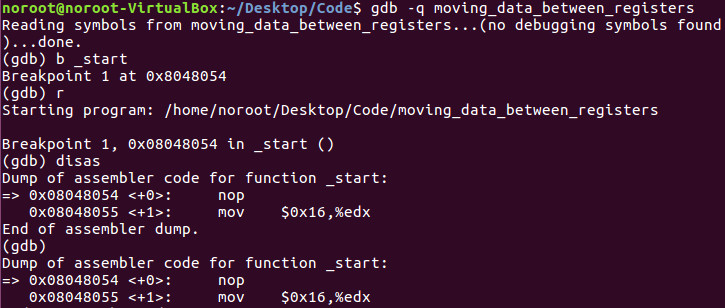 noroot@noroot-VirtualBox:~/Desktop/Code$ gdb -q moving_data_between_registers
Reading symbols from moving_data_between_registers...(no debugging symbols found
)...done.
(gdb) b _start
Breakpoint 1 at 0x8048054
(gdb) r
Starting program: /home/noroot/Desktop/Code/moving_data_between_registers

Breakpoint 1, 0x08048054 in _start ()
(gdb) disas
Dump of assembler code for function _start:
=> 0x08048054 <+0>:     nop
   0x08048055 <+1>:     mov    $0x16,%edx
End of assembler dump.
(gdb)
Dump of assembler code for function _start:
=> 0x08048054 <+0>:     nop
   0x08048055 <+1>:     mov    $0x16,%edx